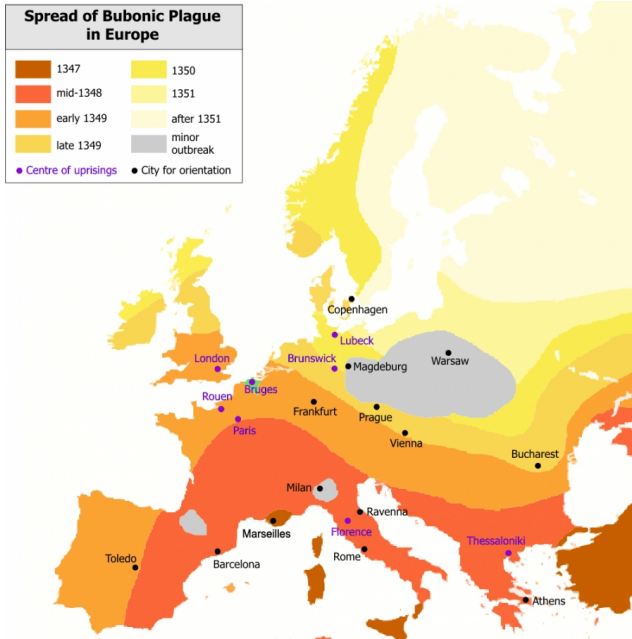 Spread of Bubonic Plague
in Europe
1347
mid-1348
early 1349
late 1349
1350
1351
after 1351
minor
outbreak
Centre of uprisings
City for orientation
Copenhagen
Lubeck
London
Brunswick
Magdeburg
Warsaw
Bruges
Rouen
Frankfurt
Prague
Paris
Vienna
Bucharest
Milan
Ravenna
Marseilles
Florence
Thessaloniki
Toledo
Barcelona
Rome
Athens